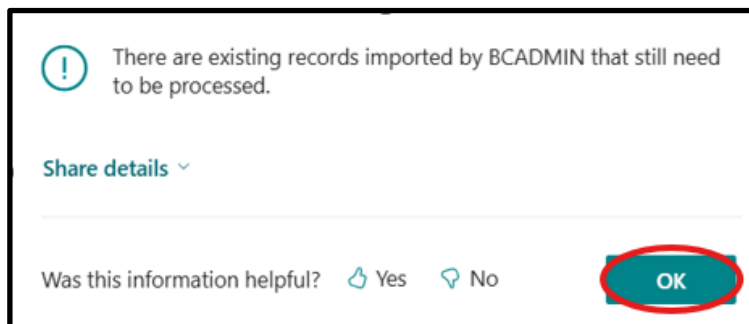 There are existing records imported by BCADMIN that still need
to be processed.
Share details
Was this information helpful? Yes No OK